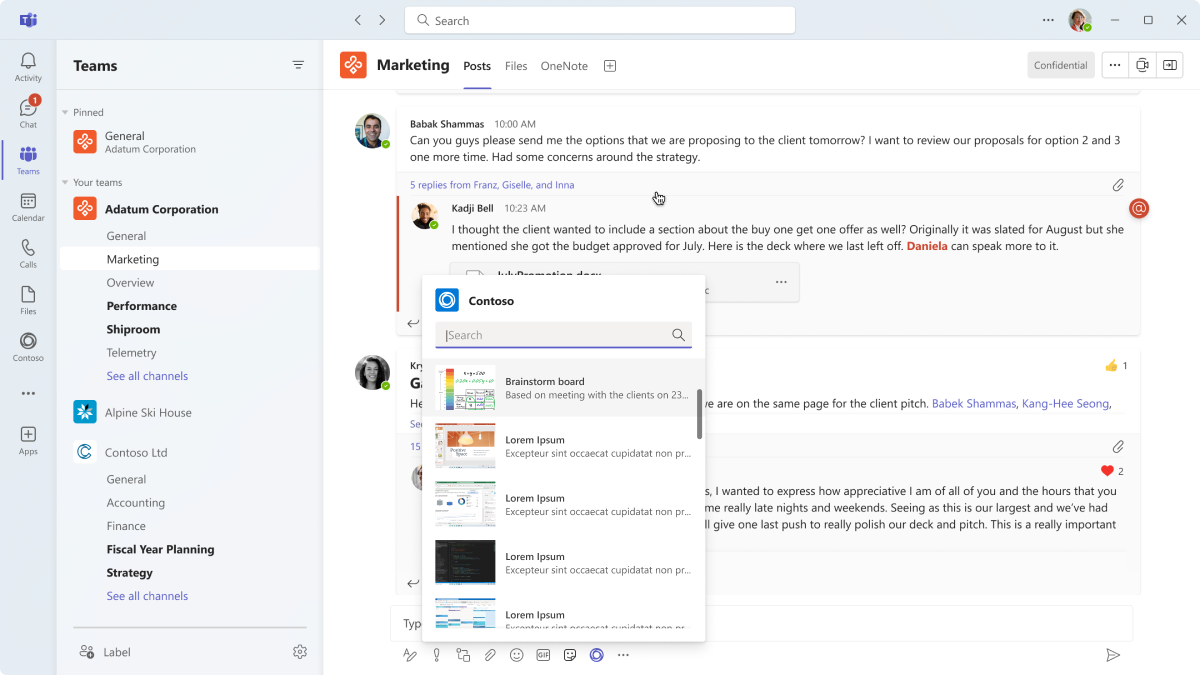 Search
Activity
1
Chat
Teams
Calendar
Calls
Files
Contoso
Apps
Teams
Pinned
General
Adatum Corporation
Your teams
Adatum Corporation
General
Marketing
Overview
Performance
Shiproom
Telemetry
See all channels
Alpine Ski House
Contoso Ltd
General
Accounting
Finance
Fiscal Year Planning
Strategy
See all channels
Label
Marketing
Posts
Files
OneNote
Confidential
Babak Shammas 10:00 AM
Can you guys please send me the options that we are proposing to the client tomorrow? I want to review our proposals for option 2 and 3
one more time. Had some concerns around the strategy.
5 replies from Franz, Giselle, and Inna
Kadji Bell 10:23 AM
I thought the client wanted to include a section about the buy one get one offer as well? Originally it was slated for August but she
mentioned she got the budget approved for July. Here is the deck where we last left off. Daniela can speak more to it.
JulyPromotion.docx
Contoso
Search
Brainstorm board
Based on meeting with the clients on 23...
Lorem Ipsum
Excepteur sint occaecat cupidatat non pr...
Lorem Ipsum
Excepteur sint occaecat cupidatat non pr...
Lorem Ipsum
Excepteur sint occaecat cupidatat non pr...
Lorem Ipsum
Excepteur sint occaecat cupidatat non pr...
1
are on the same page for the client pitch. Babek Shammas, Kang-Hee Seong,
15
2
I wanted to express how appreciative I am of all of you and the hours that you
me really late nights and weekends. Seeing as this is our largest and we've had
give one last push to really polish our deck and pitch. This is a really important
GIF